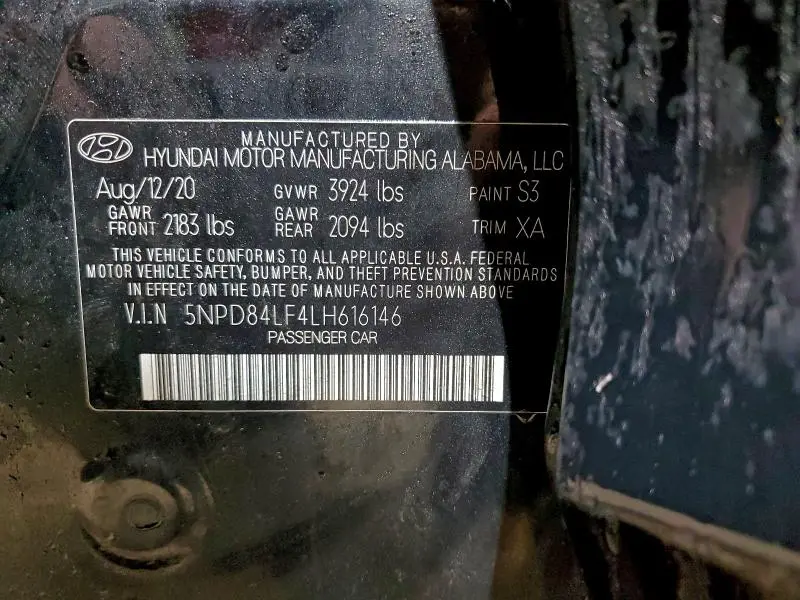 MANUFACTURED BY
HYUNDAI MOTOR MANUFACTURING ALABAMA, LLC
Aug/12/20 GVWR 3924 lbs PAINT S3
GAWR FRONT 2183 lbs GAWR REAR 2094 lbs TRIM XA
THIS VEHICLE CONFORMS TO ALL APPLICABLE U.S.A. FEDERAL
MOTOR VEHICLE SAFETY, BUMPER, AND THEFT PREVENTION STANDARDS
IN EFFECT ON THE DATE OF MANUFACTURE SHOWN ABOVE
V.I.N 5NPD84LF4LH616146
PASSENGER CAR